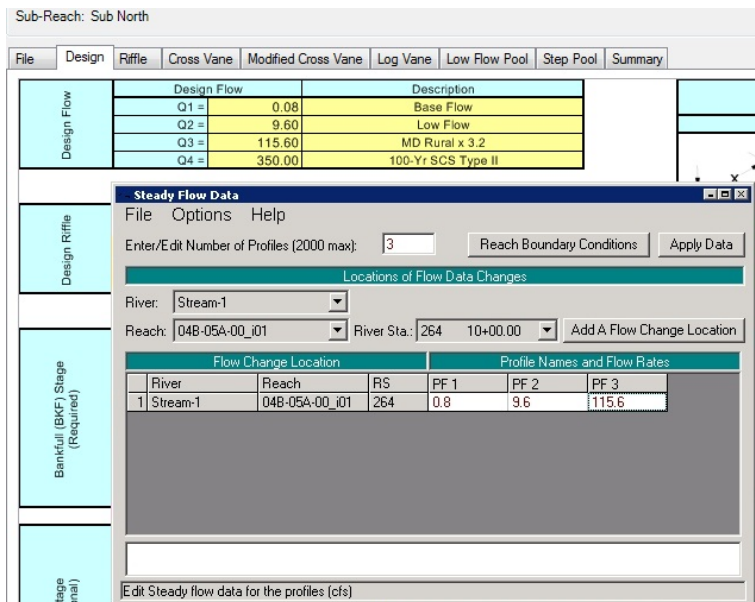 Sub-Reach: Sub North
File Design Riffle Cross Vane Modified Cross Vane Log Vane Low Flow Pool Step Pool Summary
Design Flow
Design Flow Description
Q1 = 0.08 Base Flow
Q2 = 9.60 Low Flow
Q3 = 115.60 MD Rural x 3.2
Q4 = 350.00 100-Yr SCS Type II
X
Design Riffle
Bankfull (BKF) Stage
(Required)
Steady Flow Data
File Options Help
Enter/Edit Number of Profiles (2000 max): 3 Reach Boundary Conditions Apply Data
Locations of Flow Data Changes
River: Stream-1
Reach: 04B-05A-00_i01 River Sta.: 264 10+00.00 Add A Flow Change Location
Flow Change Location Profile Names and Flow Rates
River Reach RS PF 1 PF 2 PF 3
1 Stream-1 04B-05A-00_i01 264 0.8 9.6 115.6
Edit Steady flow data for the profiles (cfs)